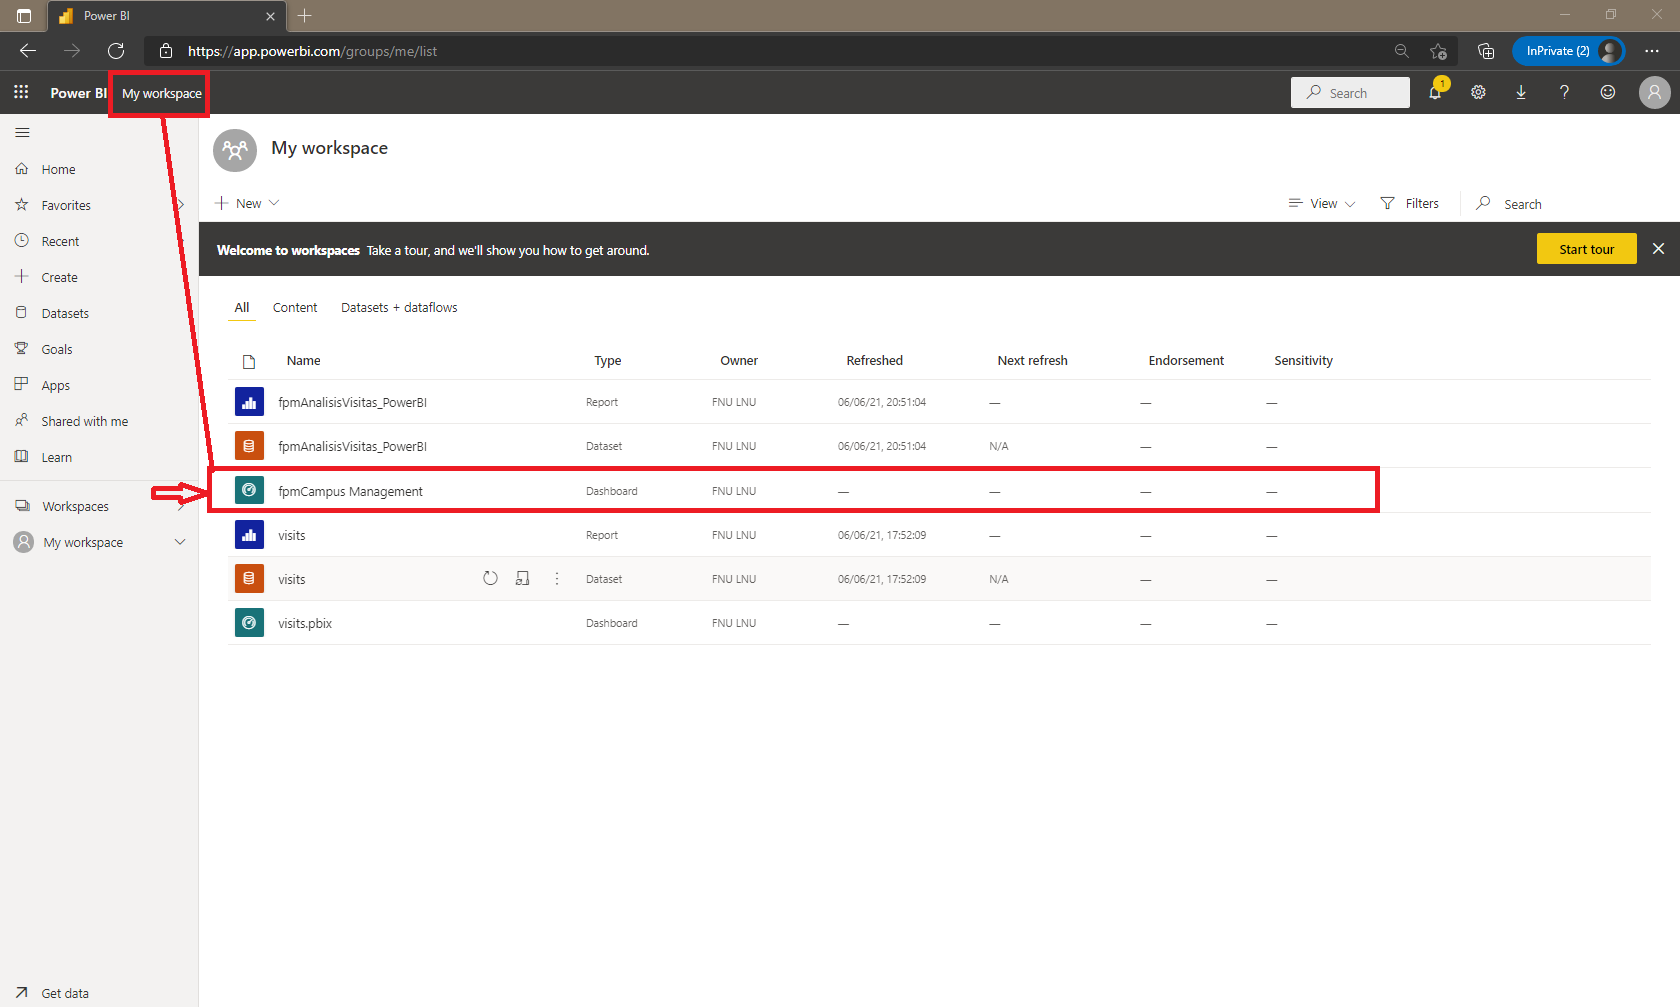 Power BI
https://app.powerbi.com/groups/me/list
InPrivate (2)
Power BI My workspace
Search
1
Home
Favorites
Recent
Create
Datasets
Goals
Apps
Shared with me
Learn
Workspaces
My workspace
Get data
My workspace
New
View Filters Search
Welcome to workspaces Take a tour, and we'll show you how to get around.
Start tour
All Content Datasets + dataflows
Name Type Owner Refreshed Next refresh Endorsement Sensitivity
fpmAnalisisVisitas_PowerBI Report FNU LNU 06/06/21, 20:51:04 — — —
fpmAnalisisVisitas_PowerBI Dataset FNU LNU 06/06/21, 20:51:04 N/A — —
fpmCampus Management Dashboard FNU LNU — — — —
visits Report FNU LNU 06/06/21, 17:52:09 — — —
visits Dataset FNU LNU 06/06/21, 17:52:09 N/A — —
visits.pbix Dashboard FNU LNU — — — —